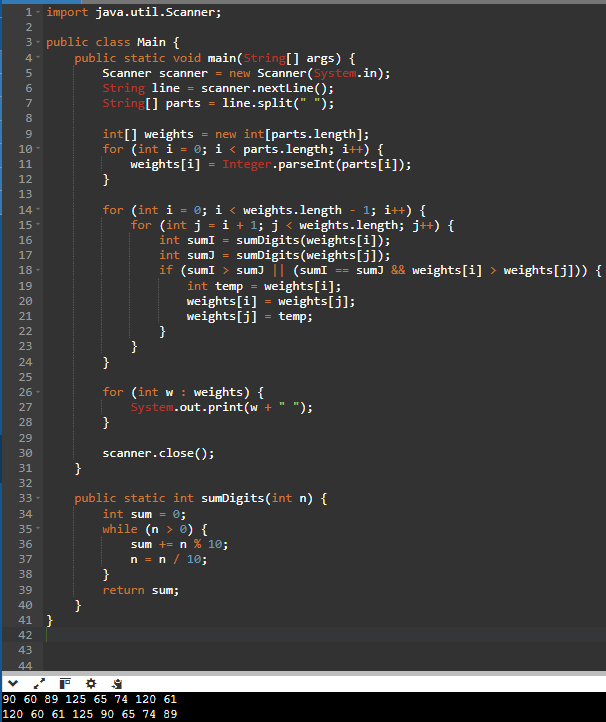 1 import java.util.Scanner;
2
3 public class Main {
4     public static void main(String[] args) {
5         Scanner scanner = new Scanner(System.in);
6         String line = scanner.nextLine();
7         String[] parts = line.split(" ");
8
9         int[] weights = new int[parts.length];
10         for (int i = 0; i < parts.length; i++) {
11             weights[i] = Integer.parseInt(parts[i]);
12         }
13
14         for (int i = 0; i < weights.length - 1; i++) {
15             for (int j = i + 1; j < weights.length; j++) {
16                 int sumI = sumDigits(weights[i]);
17                 int sumJ = sumDigits(weights[j]);
18                 if (sumI > sumJ || (sumI == sumJ && weights[i] > weights[j])) {
19                     int temp = weights[i];
20                     weights[i] = weights[j];
21                     weights[j] = temp;
22                 }
23             }
24         }
25
26         for (int w : weights) {
27             System.out.print(w + " ");
28         }
29
30         scanner.close();
31     }
32
33     public static int sumDigits(int n) {
34         int sum = 0;
35         while (n > 0) {
36             sum += n % 10;
37             n = n / 10;
38         }
39         return sum;
40     }
41 }
42
43
44
90 60 89 125 65 74 120 61
120 60 61 125 90 65 74 89